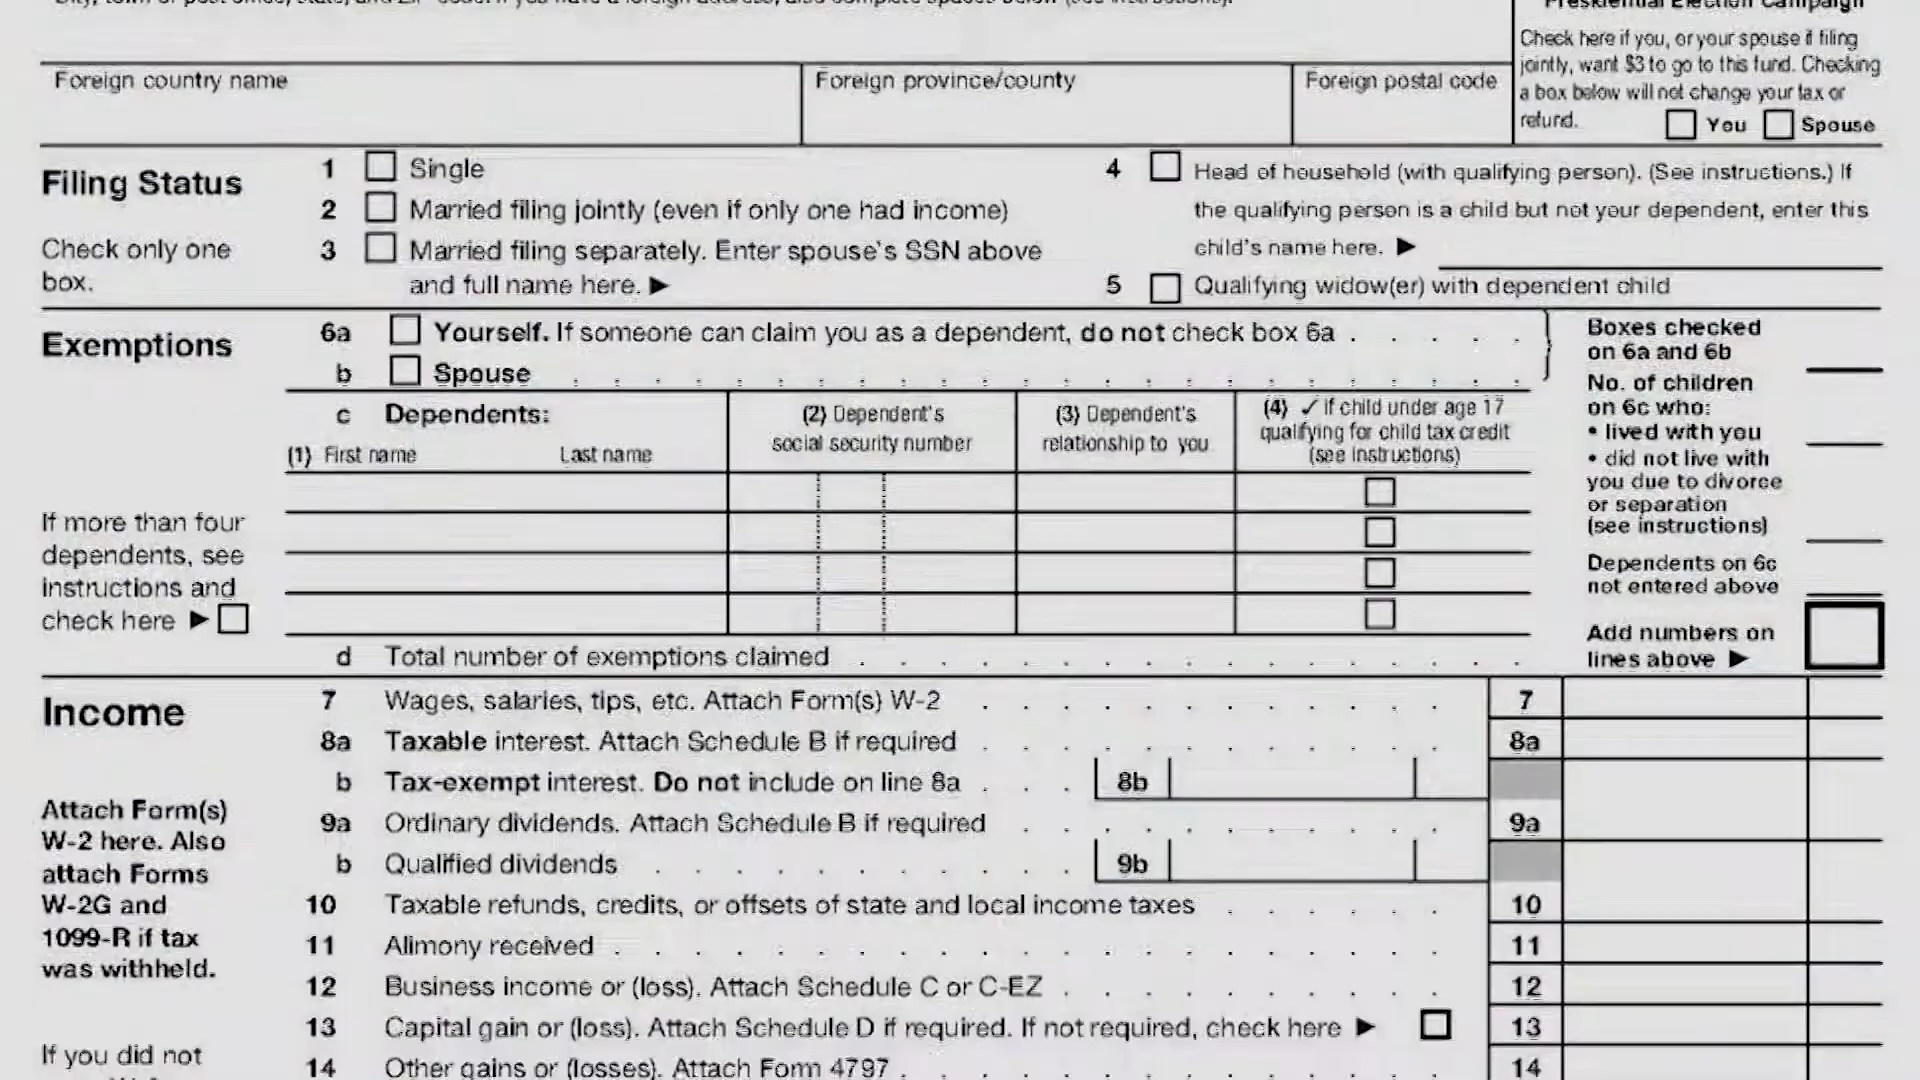 City, town or post office, state, and ZIP code. If you have a foreign address, also complete spaces below (see instructions).
Presidential Election Campaign
Check here if you, or your spouse if filing
jointly, want $3 to go to this fund. Checking
a box below will not change your tax or
refund. You Spouse
Foreign country name
Foreign province/county
Foreign postal code
Filing Status
Check only one
box.
1 Single
2 Married filing jointly (even if only one had income)
3 Married filing separately. Enter spouse's SSN above
and full name here. ▶
4 Head of household (with qualifying person). (See instructions.) If
the qualifying person is a child but not your dependent, enter this
child's name here. ▶
5 Qualifying widow(er) with dependent child
Exemptions
6a Yourself. If someone can claim you as a dependent, do not check box 6a . . . . .
b Spouse . . . . . . . . . . . . . . . . . . . . . . . .
c Dependents:
(1) First name Last name
(2) Dependent's
social security number
(3) Dependent's
relationship to you
(4) ✓ if child under age 17
qualifying for child tax credit
(see instructions)
If more than four
dependents, see
instructions and
check here ▶
d Total number of exemptions claimed . . . . . . . . . . . . . . . . .
Boxes checked
on 6a and 6b
No. of children
on 6c who:
• lived with you
• did not live with
you due to divorce
or separation
(see instructions)
Dependents on 6c
not entered above
Add numbers on
lines above ▶
Income
Attach Form(s)
W-2 here. Also
attach Forms
W-2G and
1099-R if tax
was withheld.
If you did not
7 Wages, salaries, tips, etc. Attach Form(s) W-2 . . . . . . . . . . . . 7
8a Taxable interest. Attach Schedule B if required . . . . . . . . . . . . 8a
b Tax-exempt interest. Do not include on line 8a . . . 8b
9a Ordinary dividends. Attach Schedule B if required . . . . . . . . . . . 9a
b Qualified dividends . . . . . . . . . . . 9b
10 Taxable refunds, credits, or offsets of state and local income taxes . . . . . . 10
11 Alimony received . . . . . . . . . . . . . . . . . . . . . 11
12 Business income or (loss). Attach Schedule C or C-EZ . . . . . . . . . . 12
13 Capital gain or (loss). Attach Schedule D if required. If not required, check here ▶ 13
14 Other gains or (losses). Attach Form 4797 . . . . . . . . . . . . . . 14